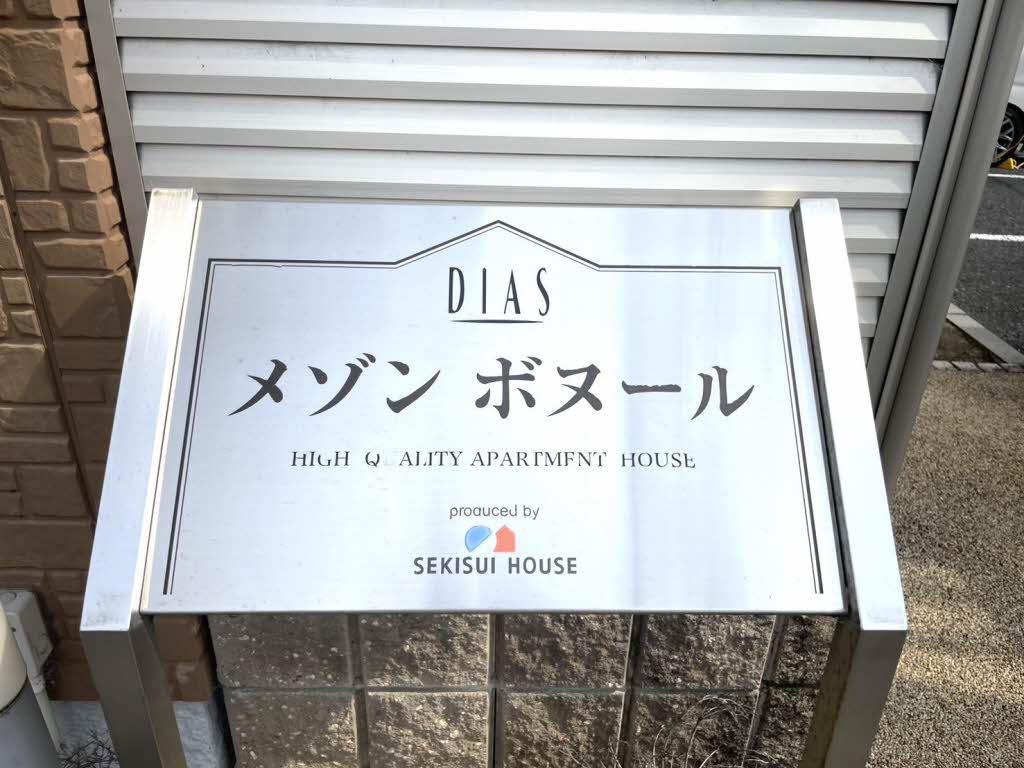 DIAS
メゾン ボヌール
HIGH QUALITY APARTMENT HOUSE
produced by
SEKISUI HOUSE